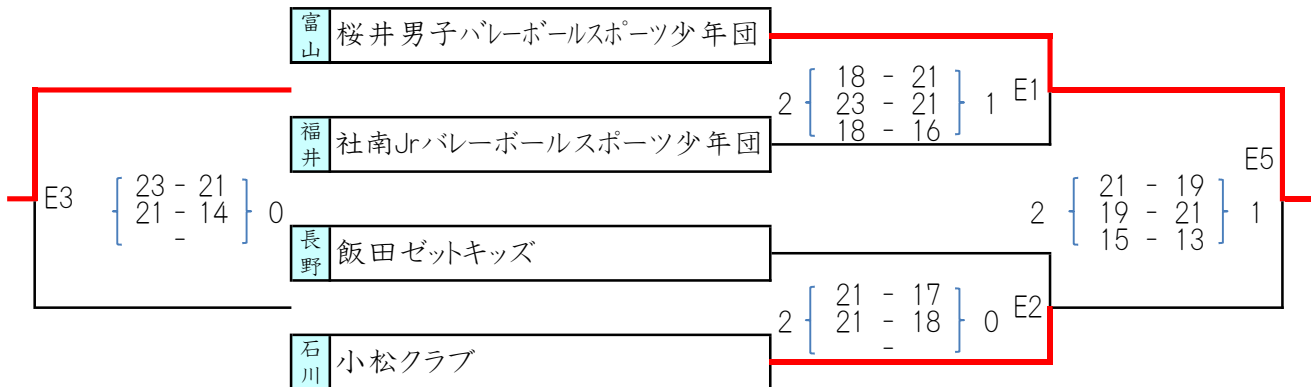 富山 桜井男子バレーボールスポーツ少年団
2 18 - 21 1 E1
23 - 21
18 - 16
福井 社南Jrバレーボールスポーツ少年団
E3 23 - 21 0
21 - 14
-
E5
2 21 - 19 1
19 - 21
15 - 13
長野 飯田ゼットキッズ
2 21 - 17 0 E2
21 - 18
-
石川 小松クラブ